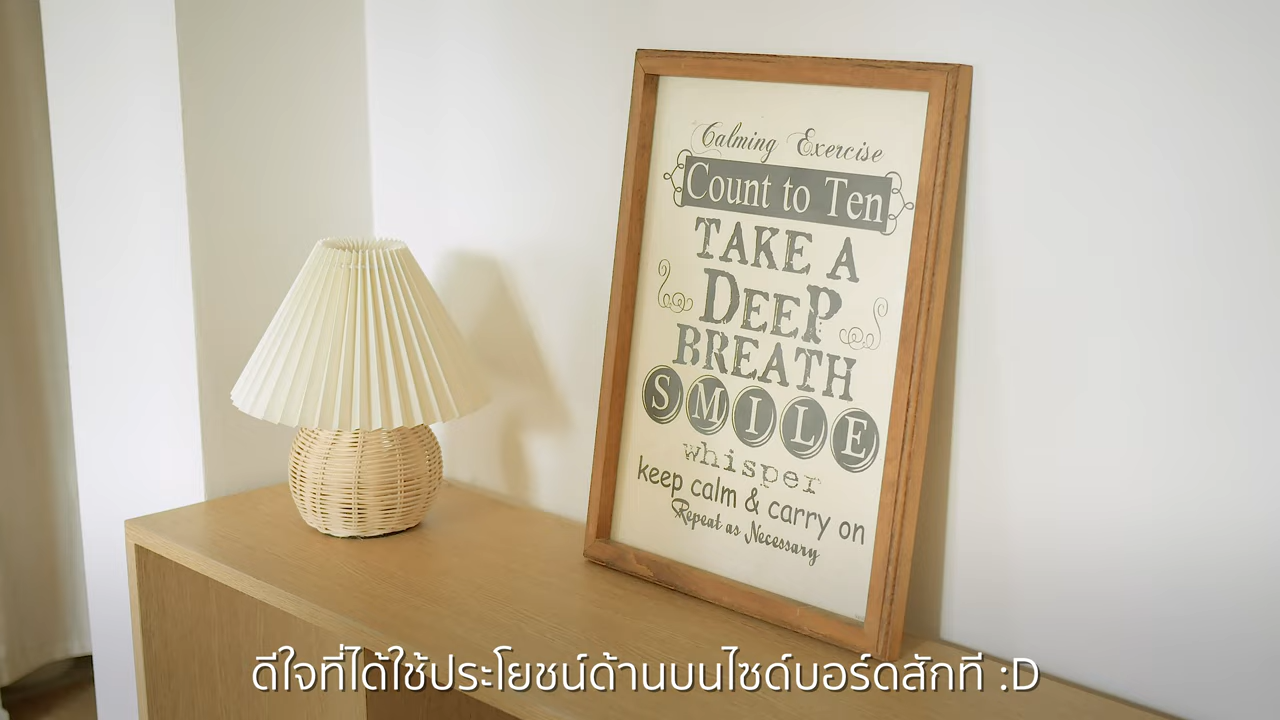 Calming Exercise
Count to Ten
TAKE A
DEEP
BREATH
SMILE
whisper
keep calm & carry on
Repeat as Necessary
ดีใจที่ได้ใช้ประโยชน์ด้านบนไซด์บอร์ดสักที :D